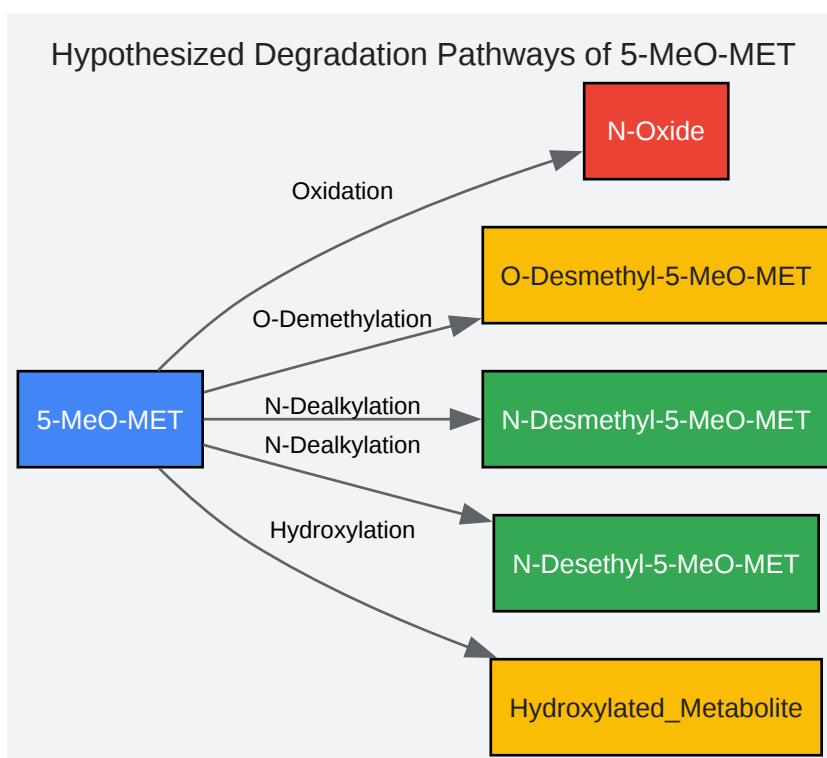 Hypothesized Degradation Pathways of 5-MeO-MET
N-Oxide
Oxidation
O-Desmethyl-5-MeO-MET
O-Demethylation
5-MeO-MET
N-Dealkylation
N-Desmethyl-5-MeO-MET
N-Dealkylation
Hydroxylation
N-Desethyl-5-MeO-MET
Hydroxylated_Metabolite